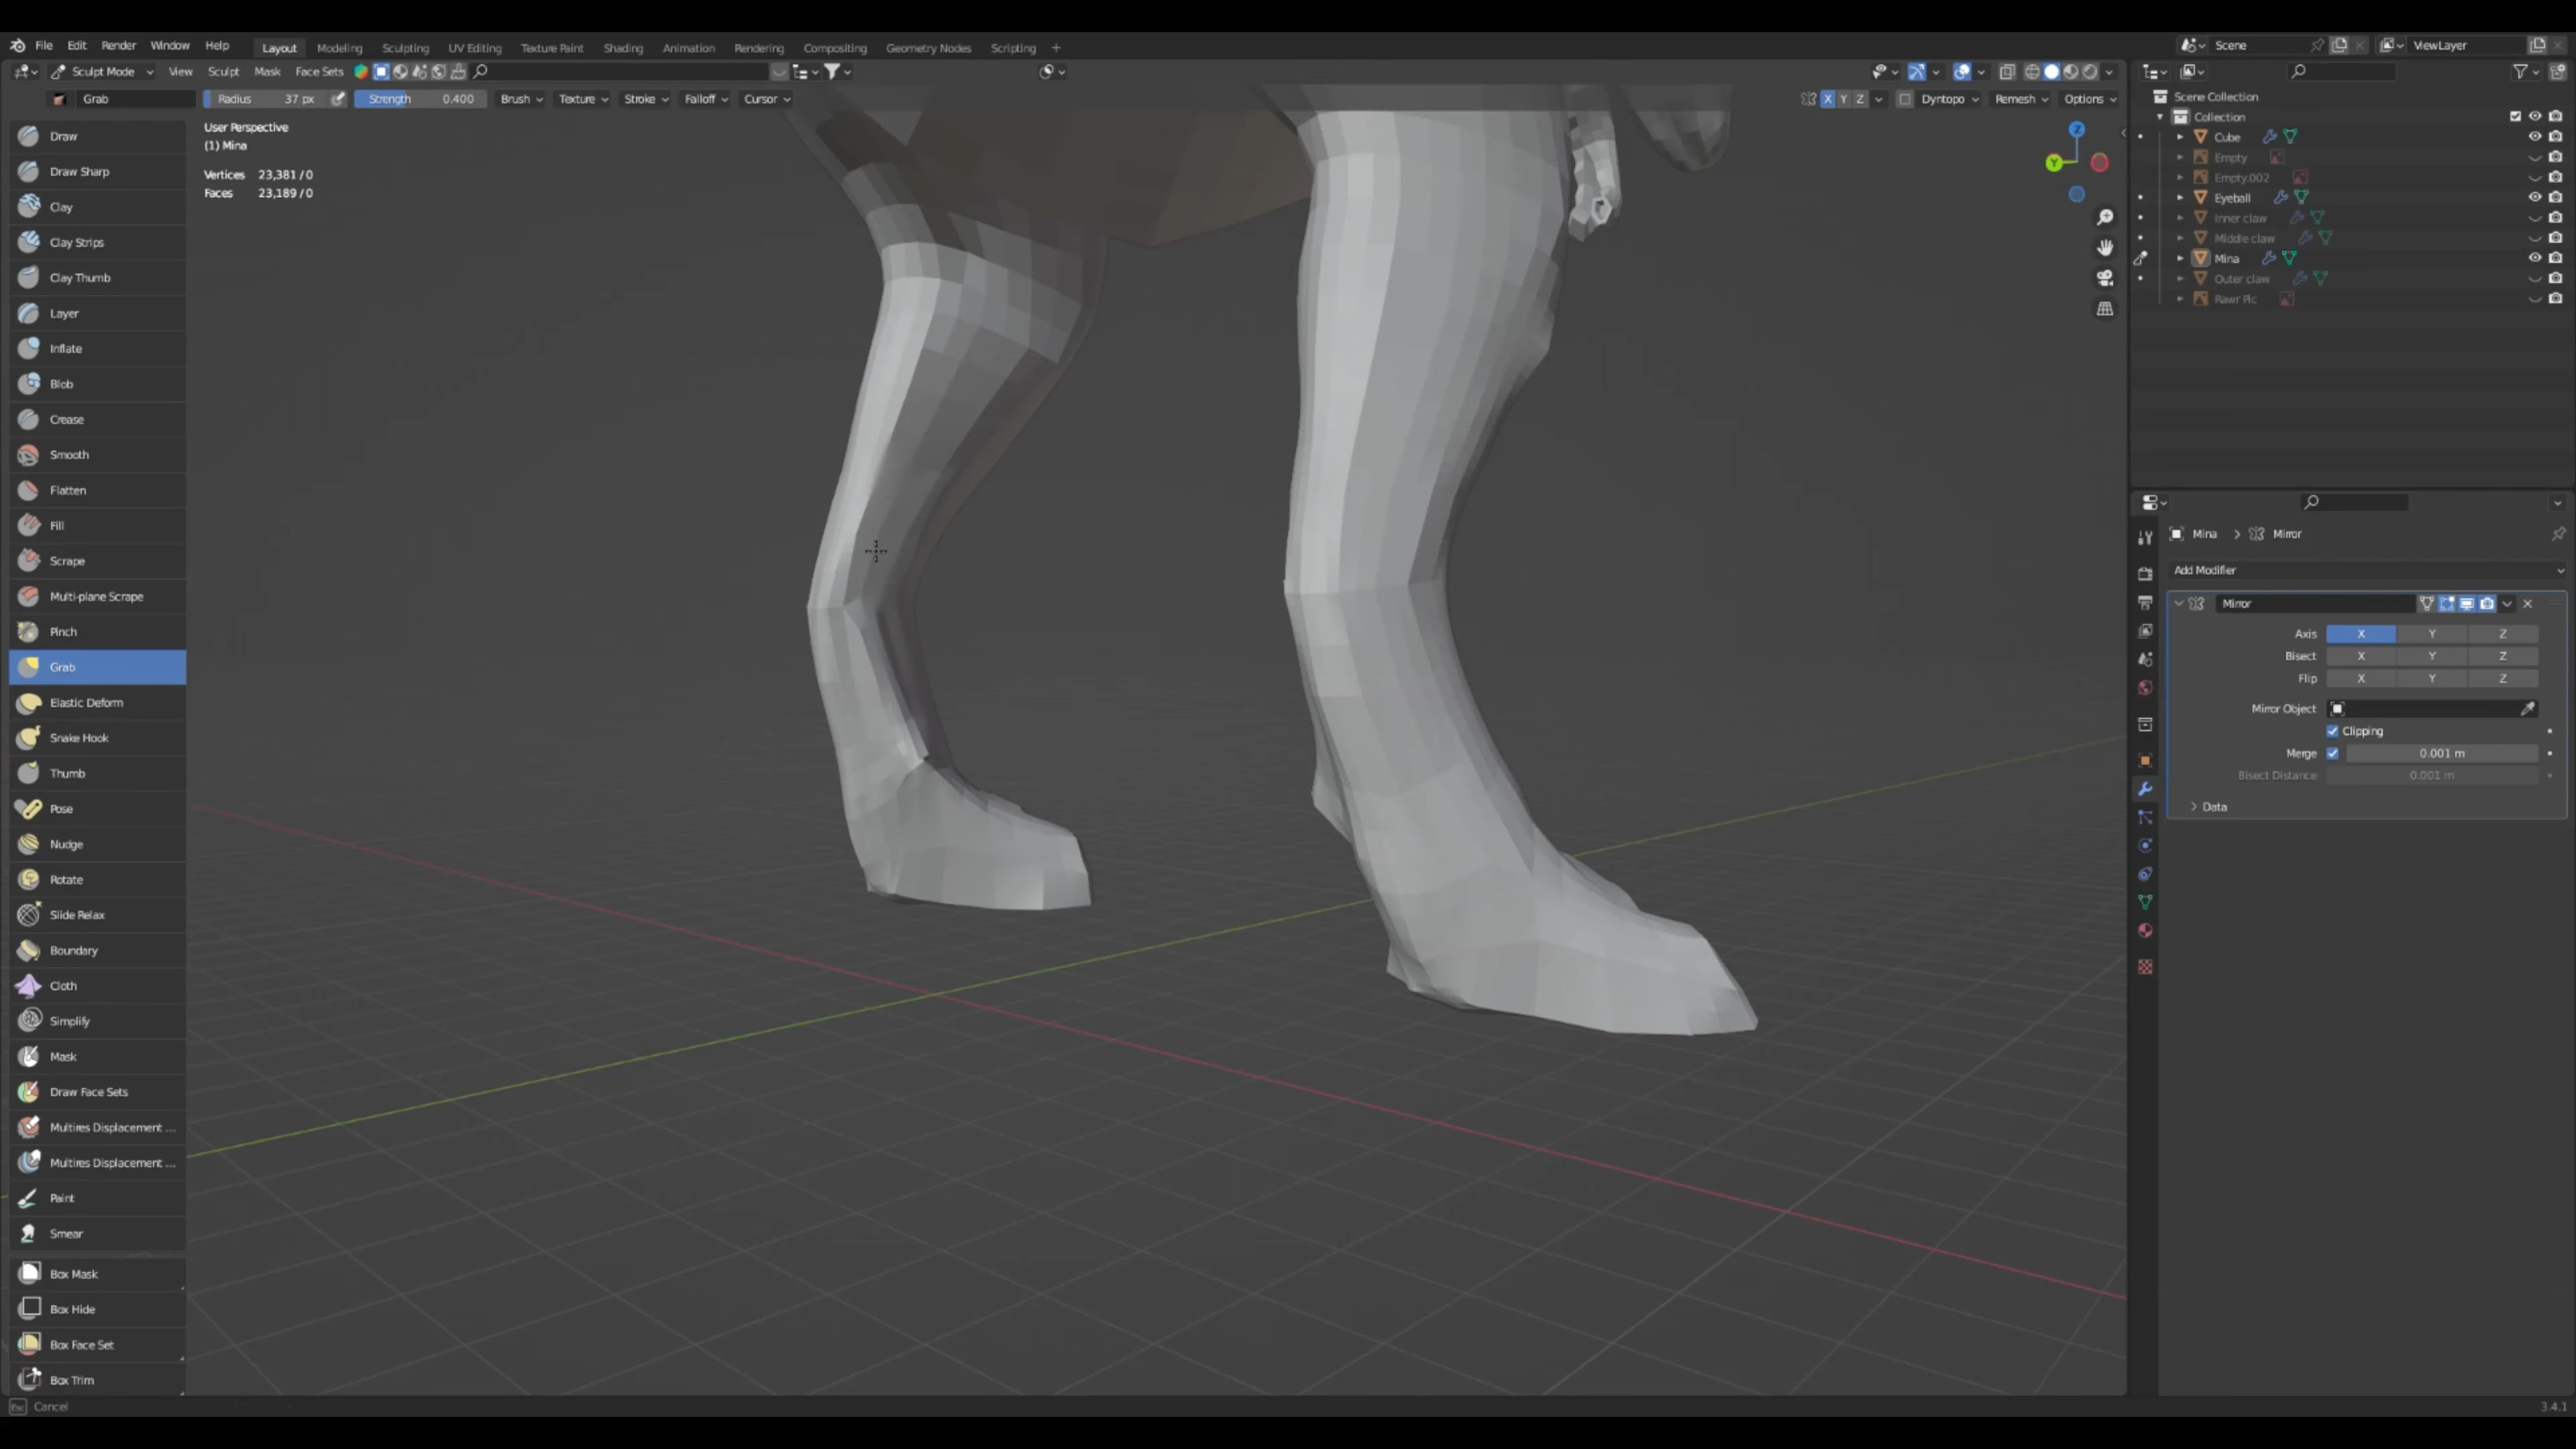 File Edit Render Window Help Layout Modeling Sculpting UV Editing Texture Paint Shading Animation Rendering Compositing Geometry Nodes Scripting + Scene ViewLayer
Sculpt Mode View Sculpt Mask Face Sets
Grab Radius 37 px Strength 0.400 Brush Texture Stroke Falloff Cursor X Y Z Dyntopo Remesh Options
User Perspective
(1) Mina
Vertices 23,381 / 0
Faces 23,189 / 0
Draw
Draw Sharp
Clay
Clay Strips
Clay Thumb
Layer
Inflate
Blob
Crease
Smooth
Flatten
Fill
Scrape
Multi-plane Scrape
Pinch
Grab
Elastic Deform
Snake Hook
Thumb
Pose
Nudge
Rotate
Slide Relax
Boundary
Cloth
Simplify
Mask
Draw Face Sets
Multires Displacement ...
Multires Displacement ...
Paint
Smear
Box Mask
Box Hide
Box Face Set
Box Trim
Z
Y
Scene Collection
Collection
Cube
Empty
Empty.002
Eyeball
Inner claw
Middle claw
Mina
Outer claw
Rawr Pic
Mina > Mirror
Add Modifier
Mirror
Axis X Y Z
Bisect X Y Z
Flip X Y Z
Mirror Object
Clipping
Merge 0.001 m
Bisect Distance 0.001 m
Data
Esc Cancel
3.4.1